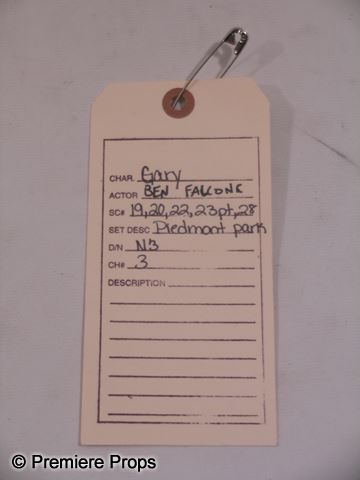 CHAR. Gary
ACTOR BEN FALCONE
SC# 19,20,22,23pt,28
SET DESC Piedmont park
D/N N3
CH# 3
DESCRIPTION
© Premiere Props